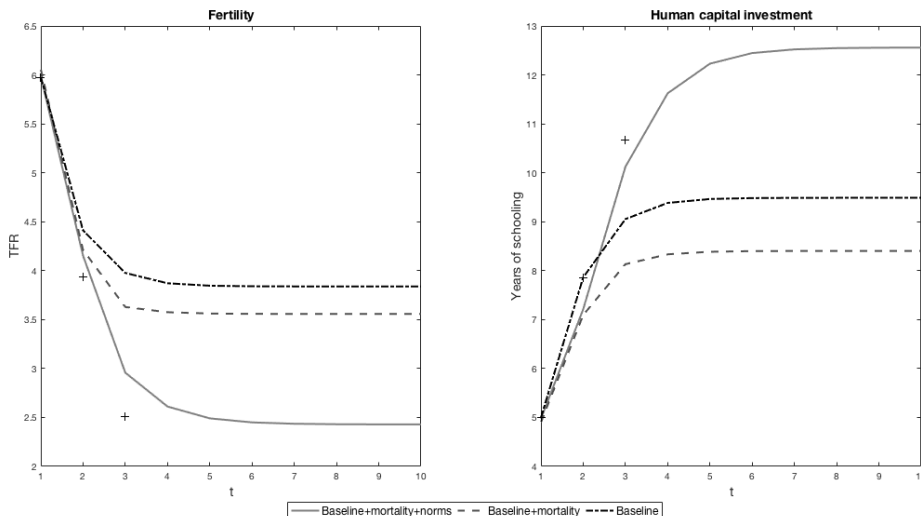 Fertility
6.5
6
5.5
5
4.5
4
3.5
3
2.5
2
TFR
1 2 3 4 5 6 7 8 9 10
t
Human capital investment
13
12
11
10
9
8
7
6
5
4
Years of schooling
1 2 3 4 5 6 7 8 9 10
t
Baseline+mortality+norms Baseline+mortality Baseline